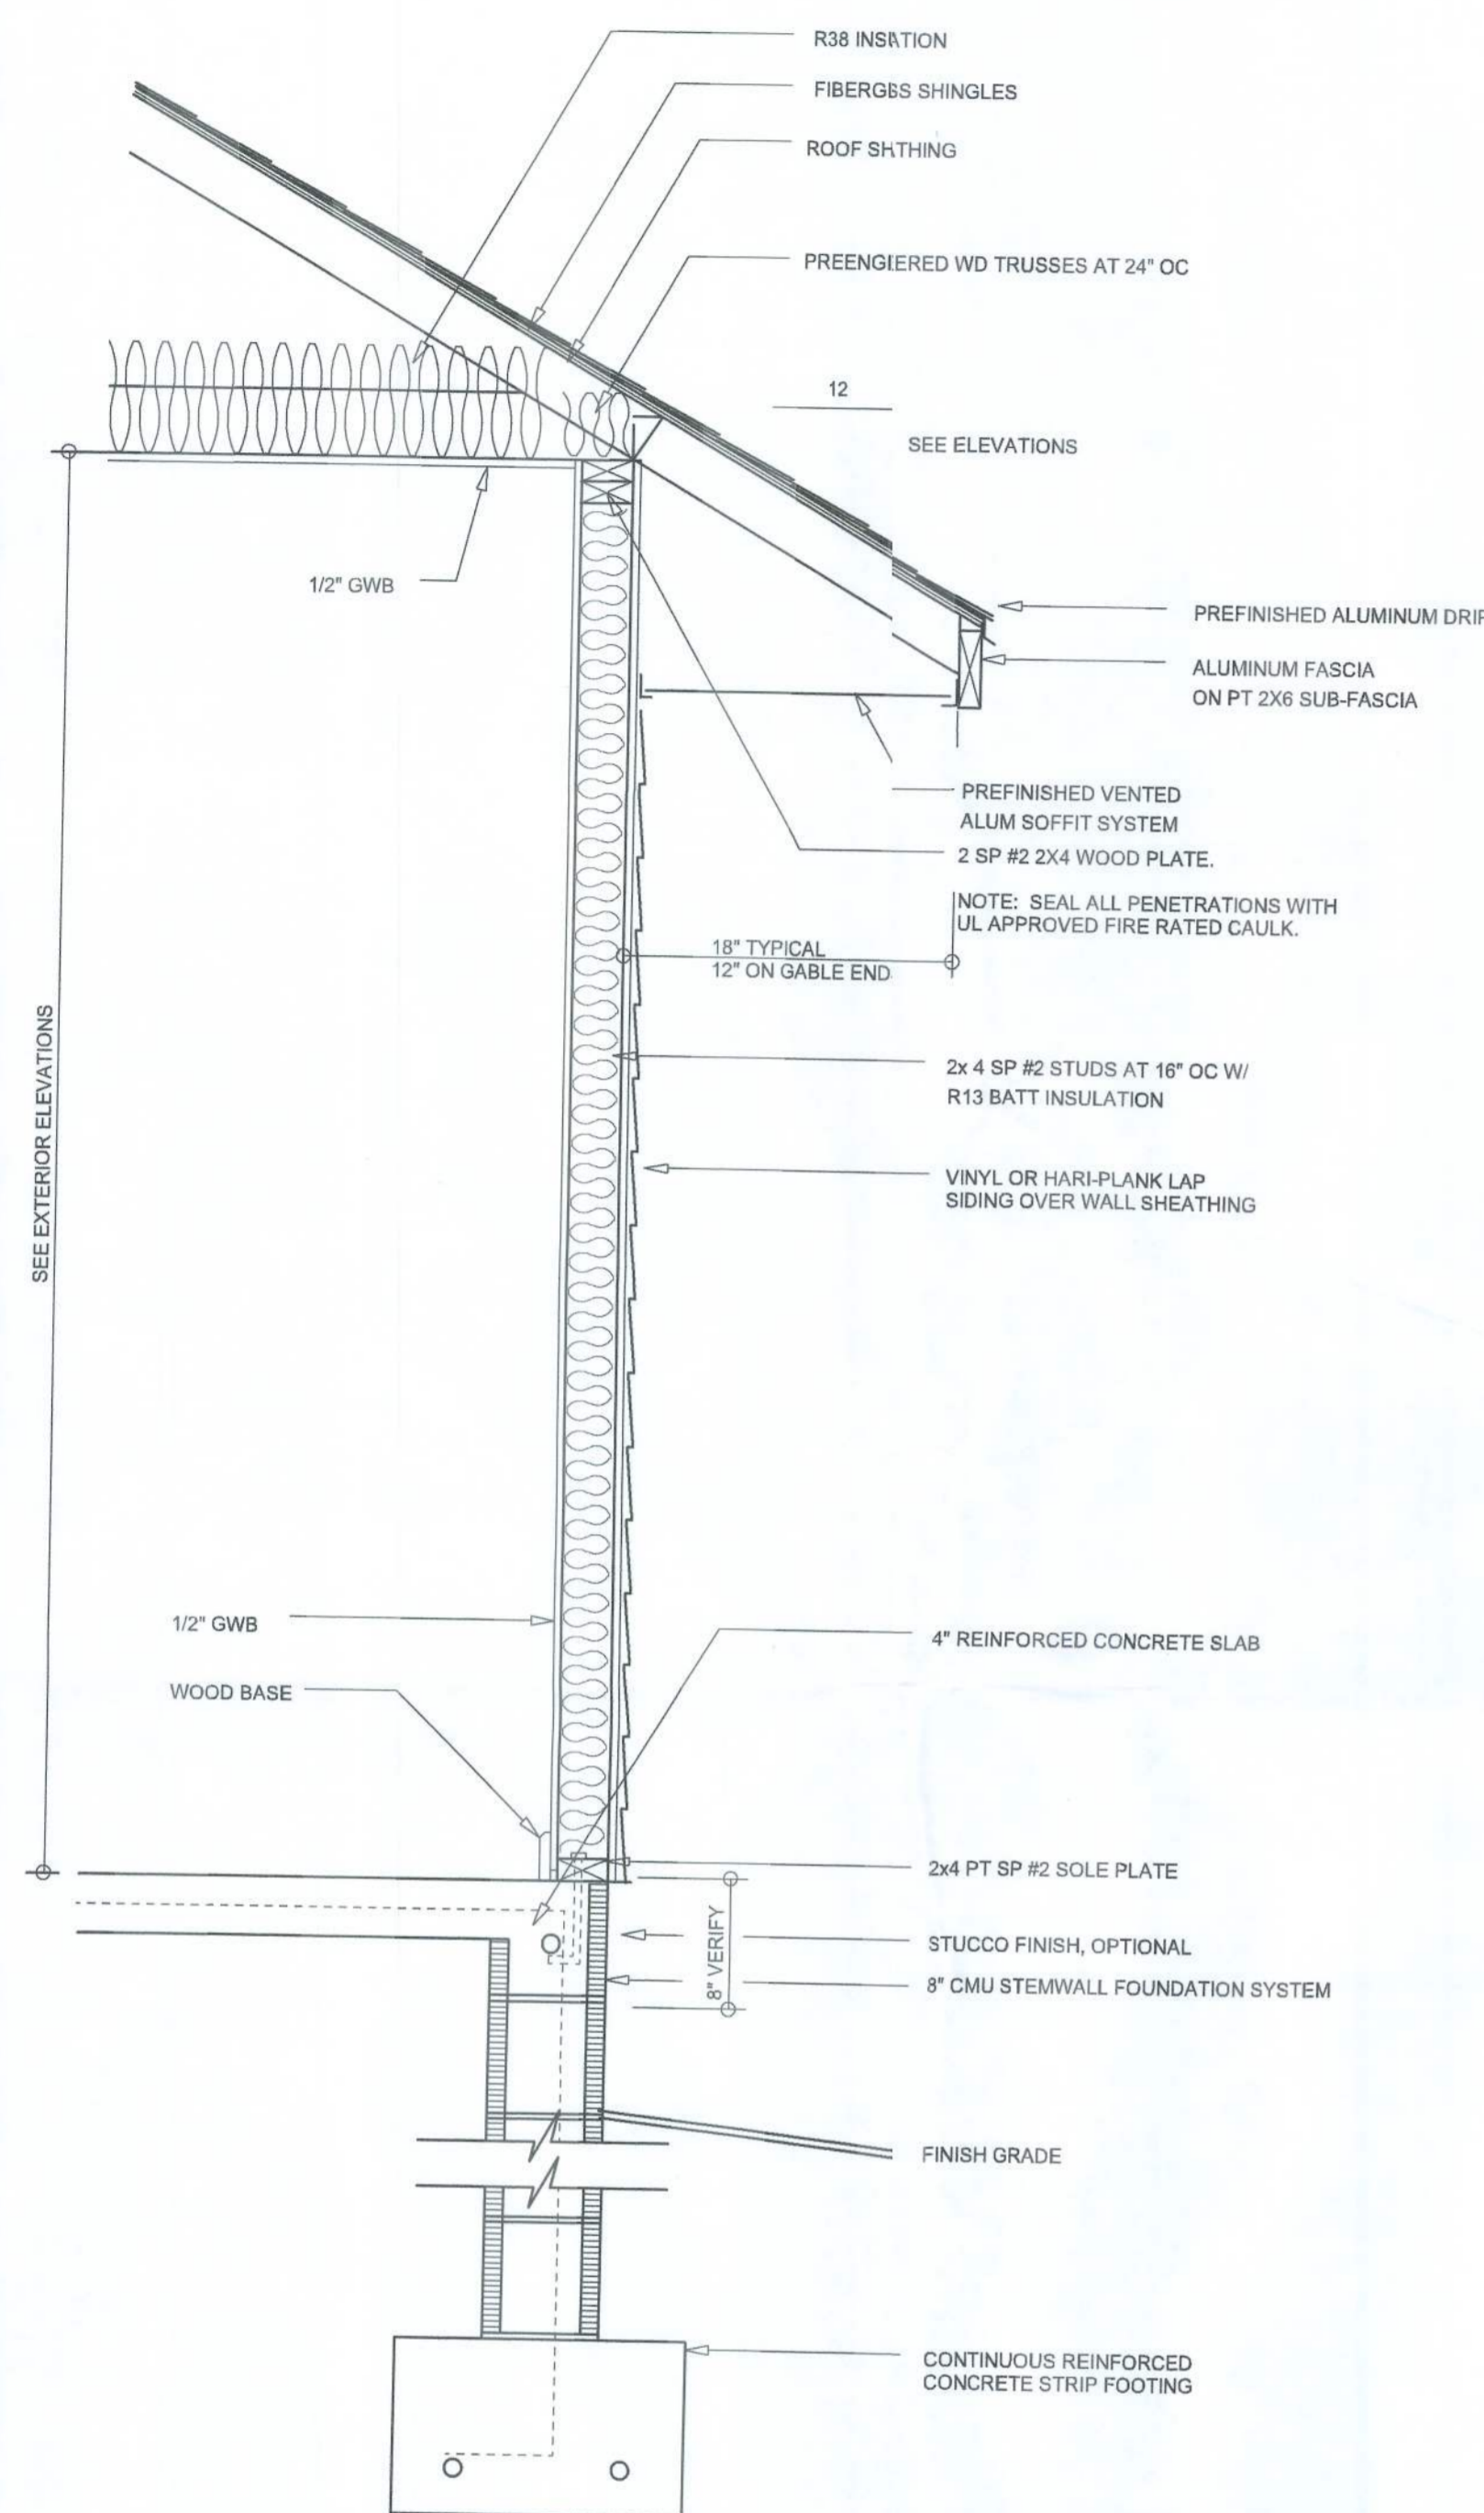 R38 INSATION
FIBERGBS SHINGLES
ROOF SHTHING
PREENGIERED WD TRUSSES AT 24" OC
12
SEE ELEVATIONS
1/2" GWB
PREFINISHED ALUMINUM DRIP
ALUMINUM FASCIA
ON PT 2X6 SUB-FASCIA
PREFINISHED VENTED
ALUM SOFFIT SYSTEM
2 SP #2 2X4 WOOD PLATE.
NOTE: SEAL ALL PENETRATIONS WITH
UL APPROVED FIRE RATED CAULK.
18" TYPICAL
12" ON GABLE END
SEE EXTERIOR ELEVATIONS
2x 4 SP #2 STUDS AT 16" OC W/
R13 BATT INSULATION
VINYL OR HARI-PLANK LAP
SIDING OVER WALL SHEATHING
1/2" GWB
4" REINFORCED CONCRETE SLAB
WOOD BASE
2x4 PT SP #2 SOLE PLATE
8" VERIFY
STUCCO FINISH, OPTIONAL
8" CMU STEMWALL FOUNDATION SYSTEM
FINISH GRADE
CONTINUOUS REINFORCED
CONCRETE STRIP FOOTING